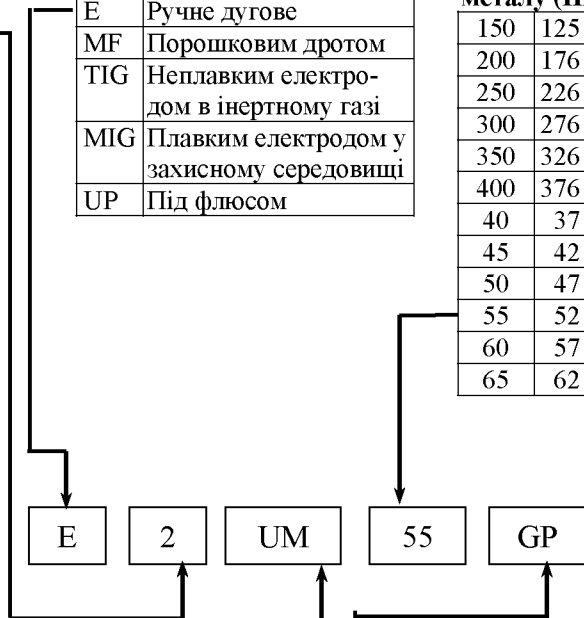 E Ручне дугове
MF Порошковим дротом
TIG Неплавким електро-
дом в інертному газі
MIG Плавким електродом у
захисному середовищі
UP Під флюсом
металу
150 125
200 176
250 226
300 276
350 326
400 376
40 37
45 42
50 47
55 52
60 57
65 62
E 2 UM 55 GP